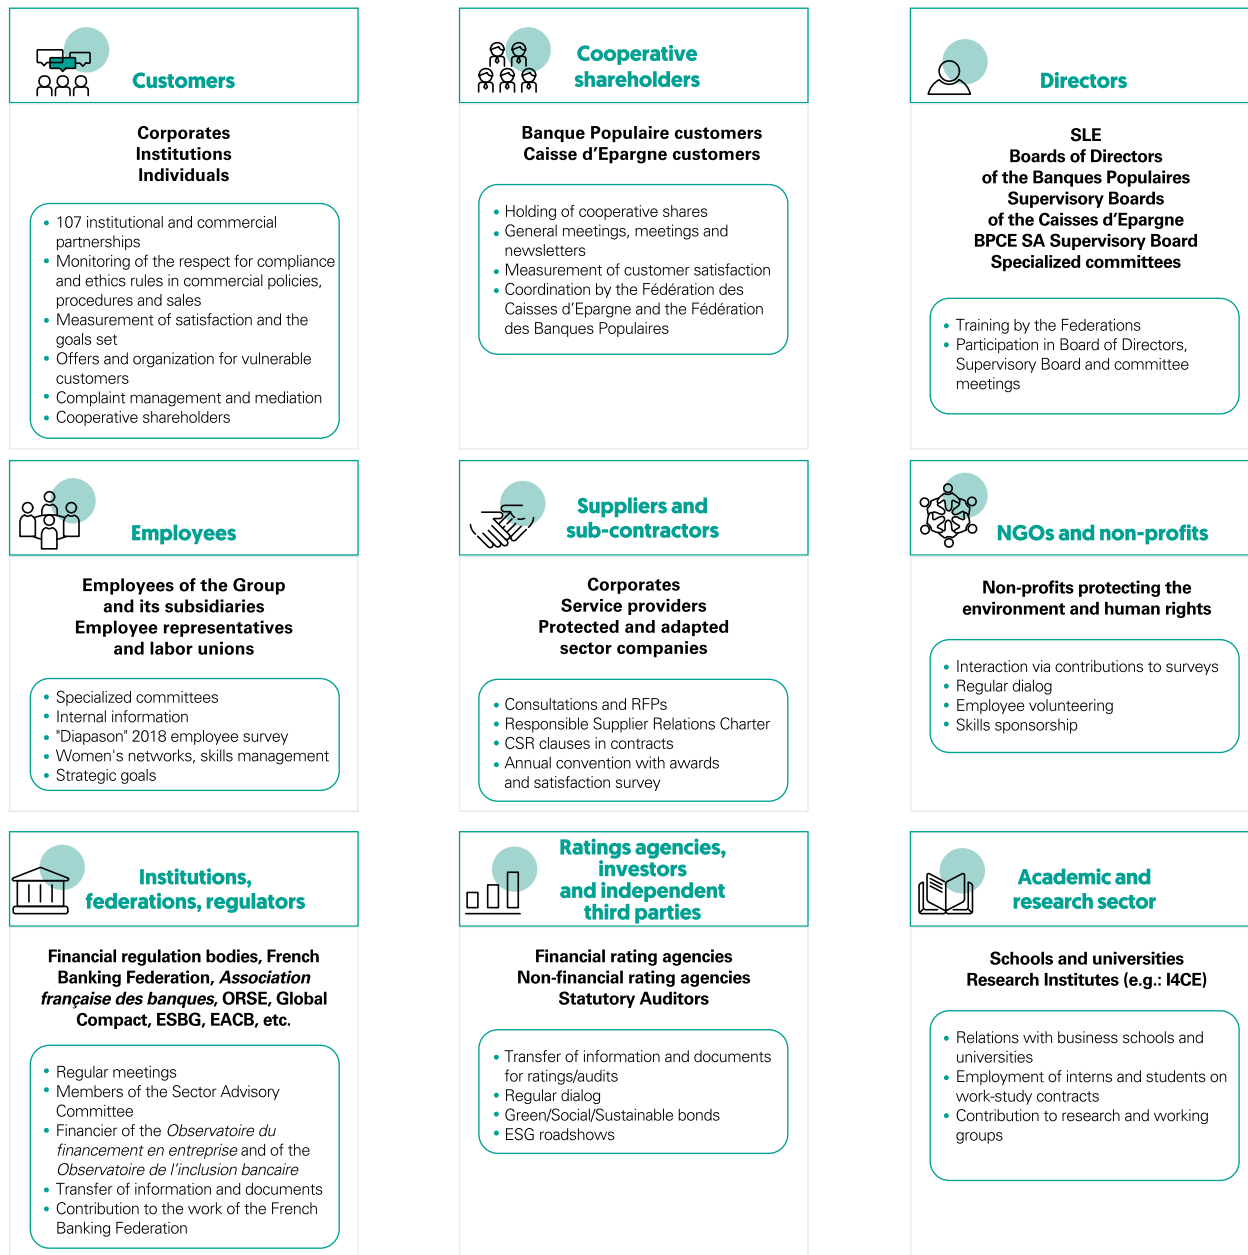 Customers
Corporates
Institutions
Individuals
• 107 institutional and commercial
partnerships
• Monitoring of the respect for compliance
and ethics rules in commercial policies,
procedures and sales
• Measurement of satisfaction and the
goals set
• Offers and organization for vulnerable
customers
• Complaint management and mediation
• Cooperative shareholders
Cooperative
shareholders
Banque Populaire customers
Caisse d’Epargne customers
• Holding of cooperative shares
• General meetings, meetings and
newsletters
• Measurement of customer satisfaction
• Coordination by the Fédération des
Caisses d’Epargne and the Fédération
des Banques Populaires
Directors
SLE
Boards of Directors
of the Banques Populaires
Supervisory Boards
of the Caisses d’Epargne
BPCE SA Supervisory Board
Specialized committees
• Training by the Federations
• Participation in Board of Directors,
Supervisory Board and committee
meetings
Employees
Employees of the Group
and its subsidiaries
Employee representatives
and labor unions
• Specialized committees
• Internal information
• "Diapason" 2018 employee survey
• Women's networks, skills management
• Strategic goals
Suppliers and
sub-contractors
Corporates
Service providers
Protected and adapted
sector companies
• Consultations and RFPs
• Responsible Supplier Relations Charter
• CSR clauses in contracts
• Annual convention with awards
and satisfaction survey
NGOs and non-profits
Non-profits protecting the
environment and human rights
• Interaction via contributions to surveys
• Regular dialog
• Employee volunteering
• Skills sponsorship
Institutions,
federations, regulators
Financial regulation bodies, French
Banking Federation, Association
française des banques, ORSE, Global
Compact, ESBG, EACB, etc.
• Regular meetings
• Members of the Sector Advisory
Committee
• Financier of the Observatoire du
financement en entreprise and of the
Observatoire de l’inclusion bancaire
• Transfer of information and documents
• Contribution to the work of the French
Banking Federation
Ratings agencies,
investors
and independent
third parties
Financial rating agencies
Non-financial rating agencies
Statutory Auditors
• Transfer of information and documents
for ratings/audits
• Regular dialog
• Green/Social/Sustainable bonds
• ESG roadshows
Academic and
research sector
Schools and universities
Research Institutes (e.g.: I4CE)
• Relations with business schools and
universities
• Employment of interns and students on
work-study contracts
• Contribution to research and working
groups